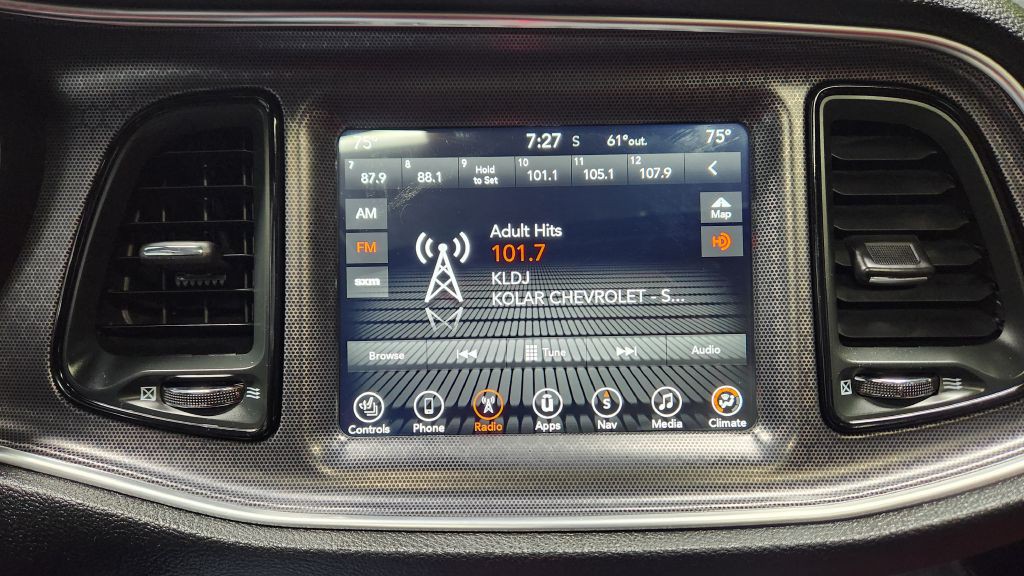 75° 7:27 S 61°out. 75°
7 87.9 8 88.1 9 Hold to Set 10 101.1 11 105.1 12 107.9
AM
Map
FM
HD
sxm
Adult Hits
101.7
KLDJ
KOLAR CHEVROLET - S...
Browse Tune Audio
S
Controls Phone Radio Apps Nav Media Climate